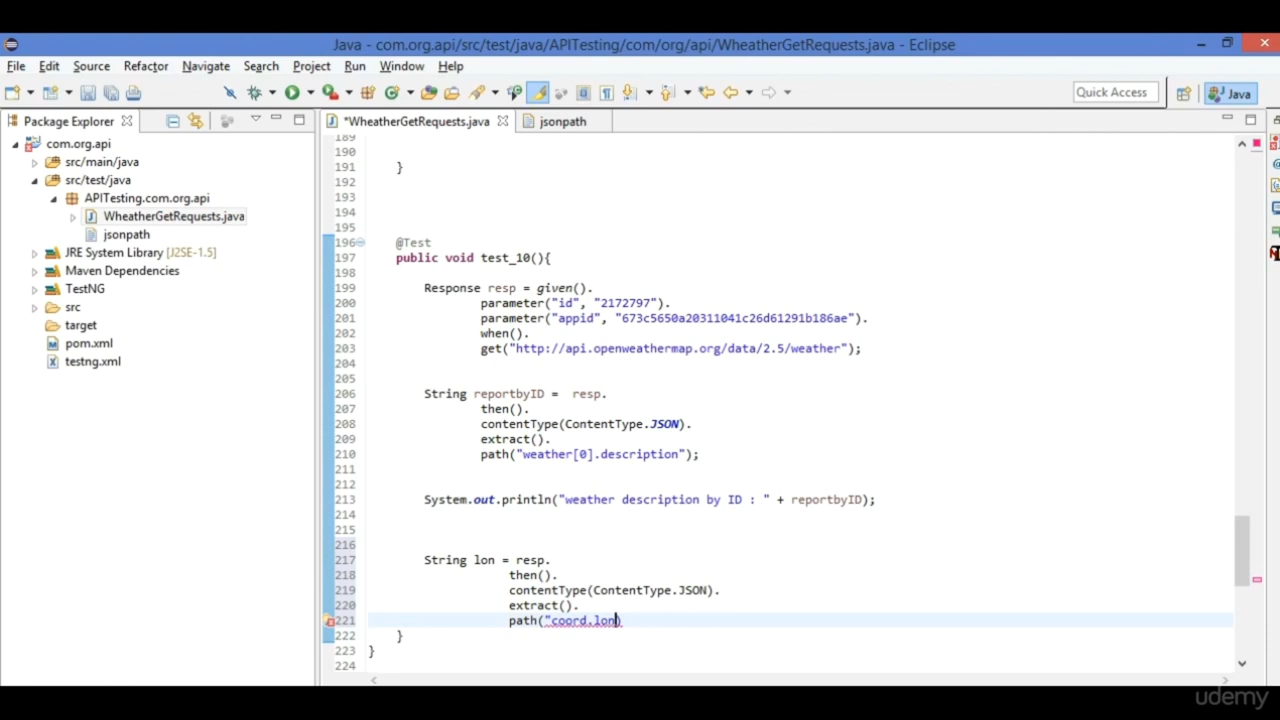 Java - com.org.api/src/test/java/APITesting/com/org/api/WheatherGetRequests.java - Eclipse
File Edit Source Refactor Navigate Search Project Run Window Help
Quick Access
Java
Package Explorer
*WheatherGetRequests.java
jsonpath
com.org.api
src/main/java
src/test/java
APITesting.com.org.api
WheatherGetRequests.java
jsonpath
JRE System Library [J2SE-1.5]
Maven Dependencies
TestNG
src
target
pom.xml
testng.xml
189
190
191 }
192
193
194
195
196 @Test
197 public void test_10(){
198
199 Response resp = given().
200 parameter("id", "2172797").
201 parameter("appid", "673c5650a20311041c26d61291b186ae").
202 when().
203 get("http://api.openweathermap.org/data/2.5/weather");
204
205
206 String reportbyID = resp.
207 then().
208 contentType(ContentType.JSON).
209 extract().
210 path("weather[0].description");
211
212
213 System.out.println("weather description by ID : " + reportbyID);
214
215
216
217 String lon = resp.
218 then().
219 contentType(ContentType.JSON).
220 extract().
221 path("coord.lon)
222 }
223 }
224
udemy